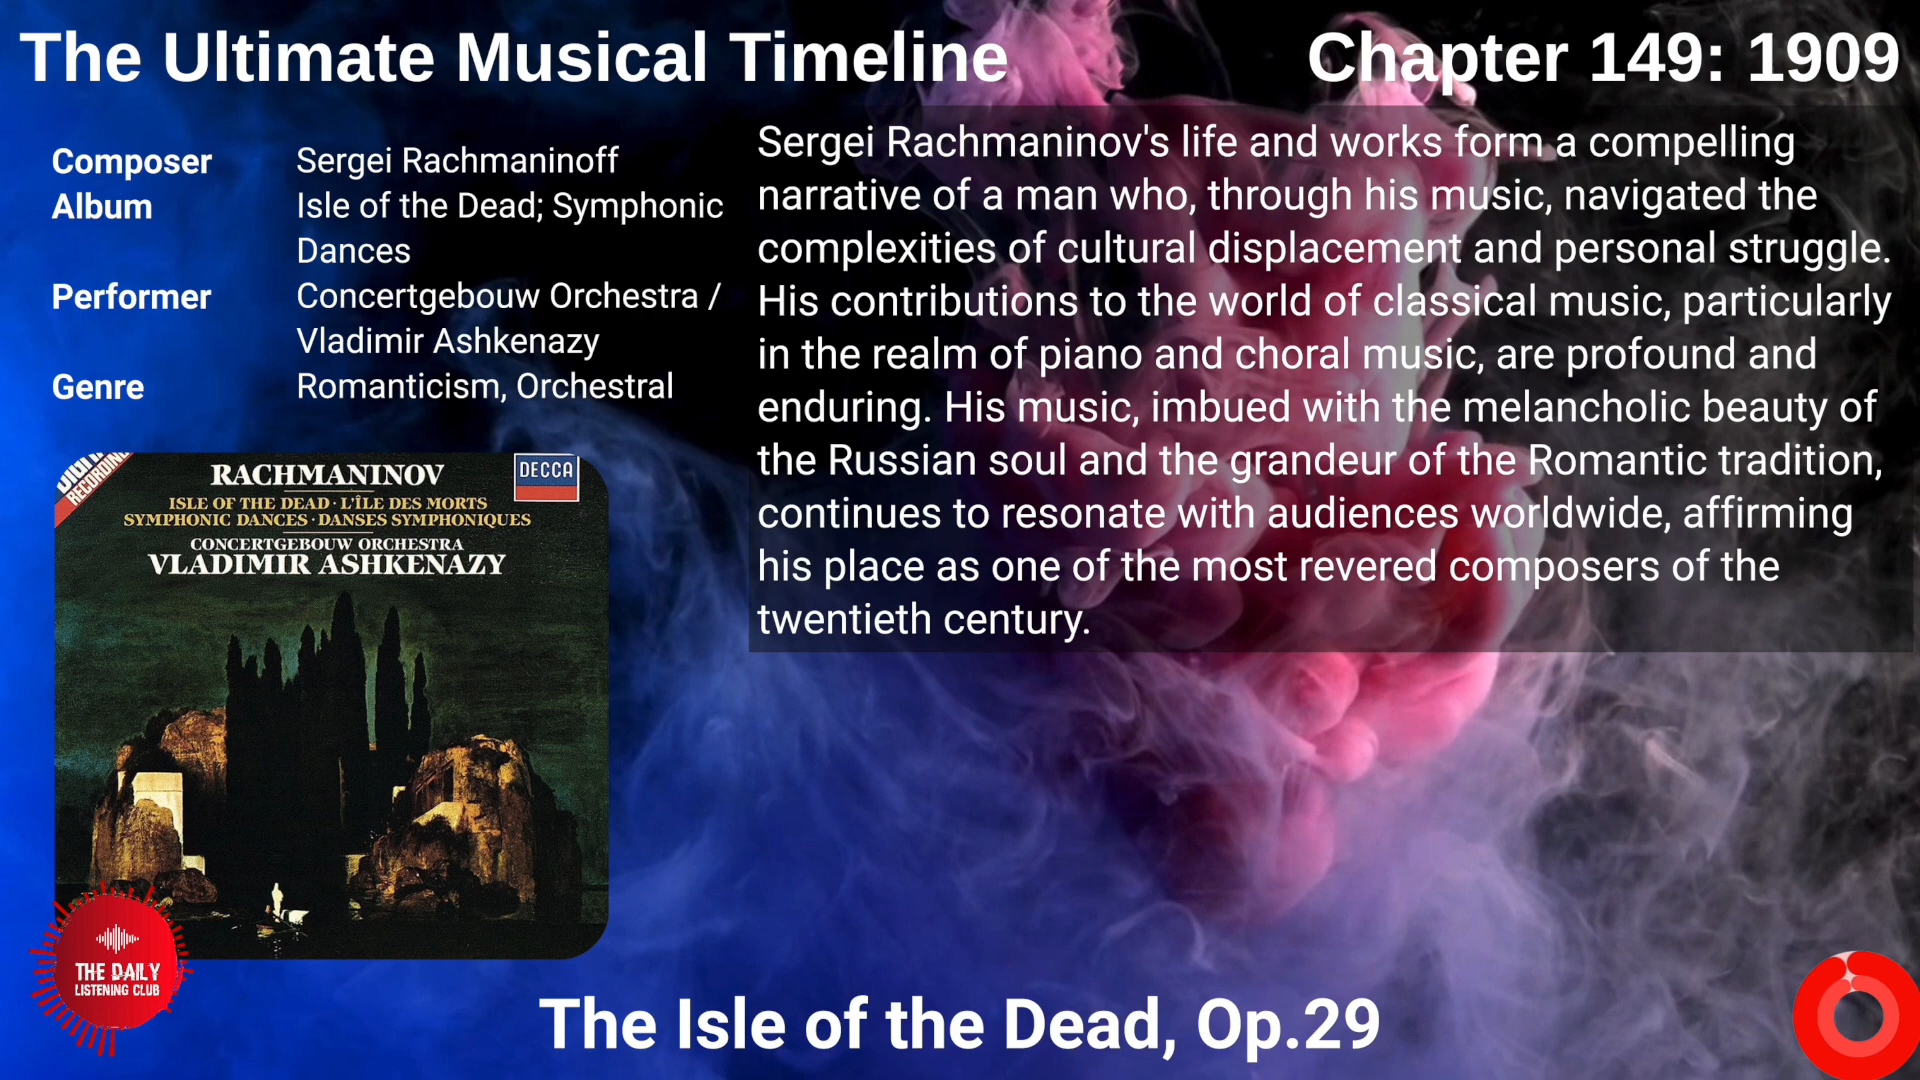 The Ultimate Musical Timeline
Chapter 149: 1909
Composer
Sergei Rachmaninoff
Album
Isle of the Dead; Symphonic
Dances
Performer
Concertgebouw Orchestra /
Vladimir Ashkenazy
Genre
Romanticism, Orchestral
Sergei Rachmaninov's life and works form a compelling
narrative of a man who, through his music, navigated the
complexities of cultural displacement and personal struggle.
His contributions to the world of classical music, particularly
in the realm of piano and choral music, are profound and
enduring. His music, imbued with the melancholic beauty of
the Russian soul and the grandeur of the Romantic tradition,
continues to resonate with audiences worldwide, affirming
his place as one of the most revered composers of the
twentieth century.
RECORDING
DECCA
RACHMANINOV
ISLE OF THE DEAD · L'ÎLE DES MORTS
SYMPHONIC DANCES · DANSES SYMPHONIQUES
CONCERTGEBOUW ORCHESTRA
VLADIMIR ASHKENAZY
THE DAILY
LISTENING CLUB
The Isle of the Dead, Op.29